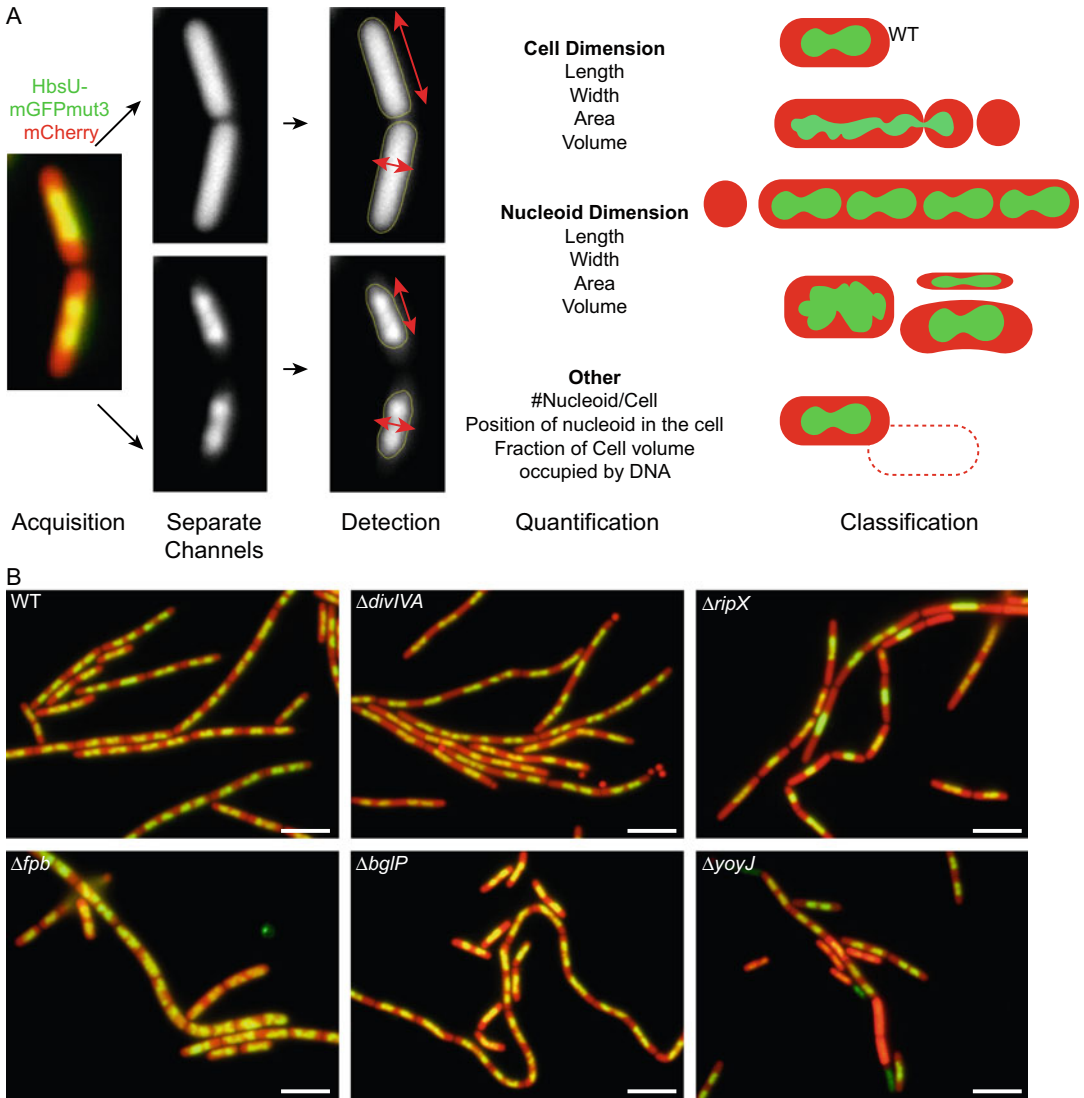 A
HbsU-
mGFPmut3
mCherry
Cell Dimension
Length
Width
Area
Volume
Nucleoid Dimension
Length
Width
Area
Volume
Other
#Nucleoid/Cell
Position of nucleoid in the cell
Fraction of Cell volume
occupied by DNA
WT
Acquisition
Separate
Channels
Detection
Quantification
Classification
B
WT
ΔdivIVA
ΔripX
Δfpb
ΔbglP
ΔyoyJ